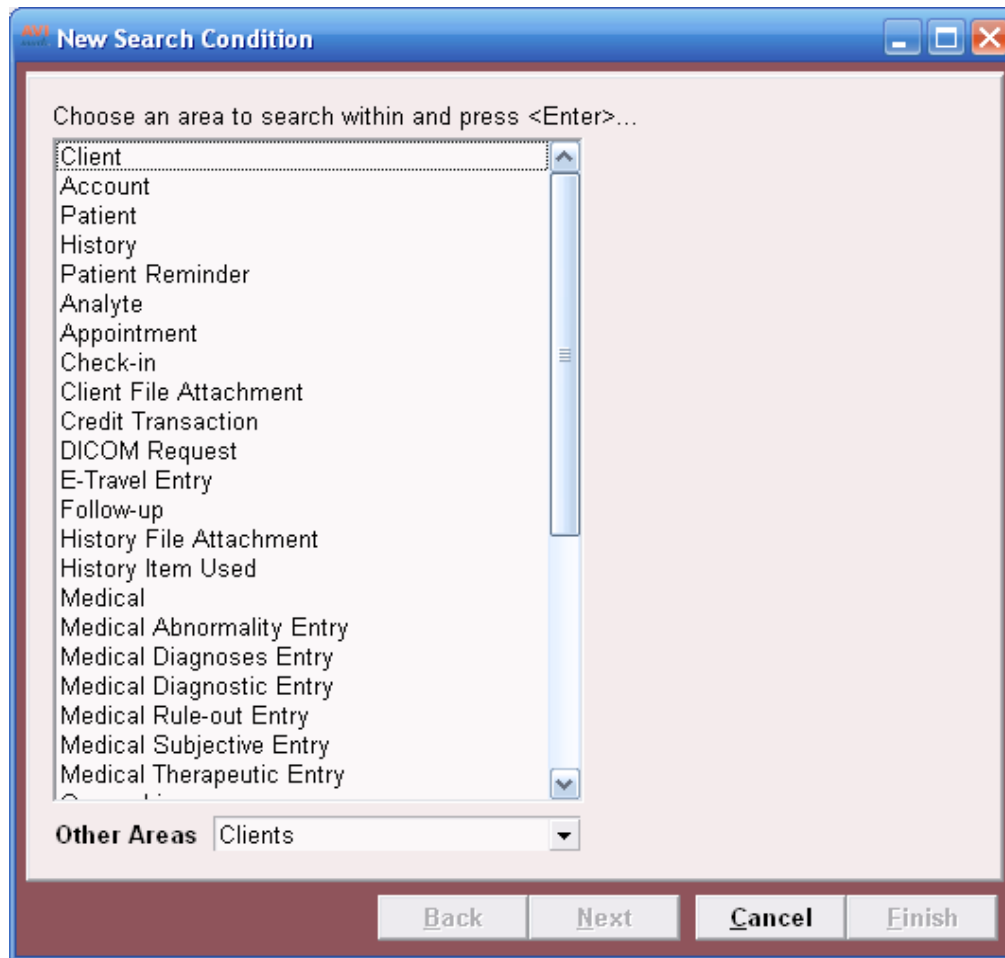 AVI
New Search Condition
Choose an area to search within and press <Enter>...
Client
Account
Patient
History
Patient Reminder
Analyte
Appointment
Check-in
Client File Attachment
Credit Transaction
DICOM Request
E-Travel Entry
Follow-up
History File Attachment
History Item Used
Medical
Medical Abnormality Entry
Medical Diagnoses Entry
Medical Diagnostic Entry
Medical Rule-out Entry
Medical Subjective Entry
Medical Therapeutic Entry
Other Areas Clients
Back Next Cancel Finish